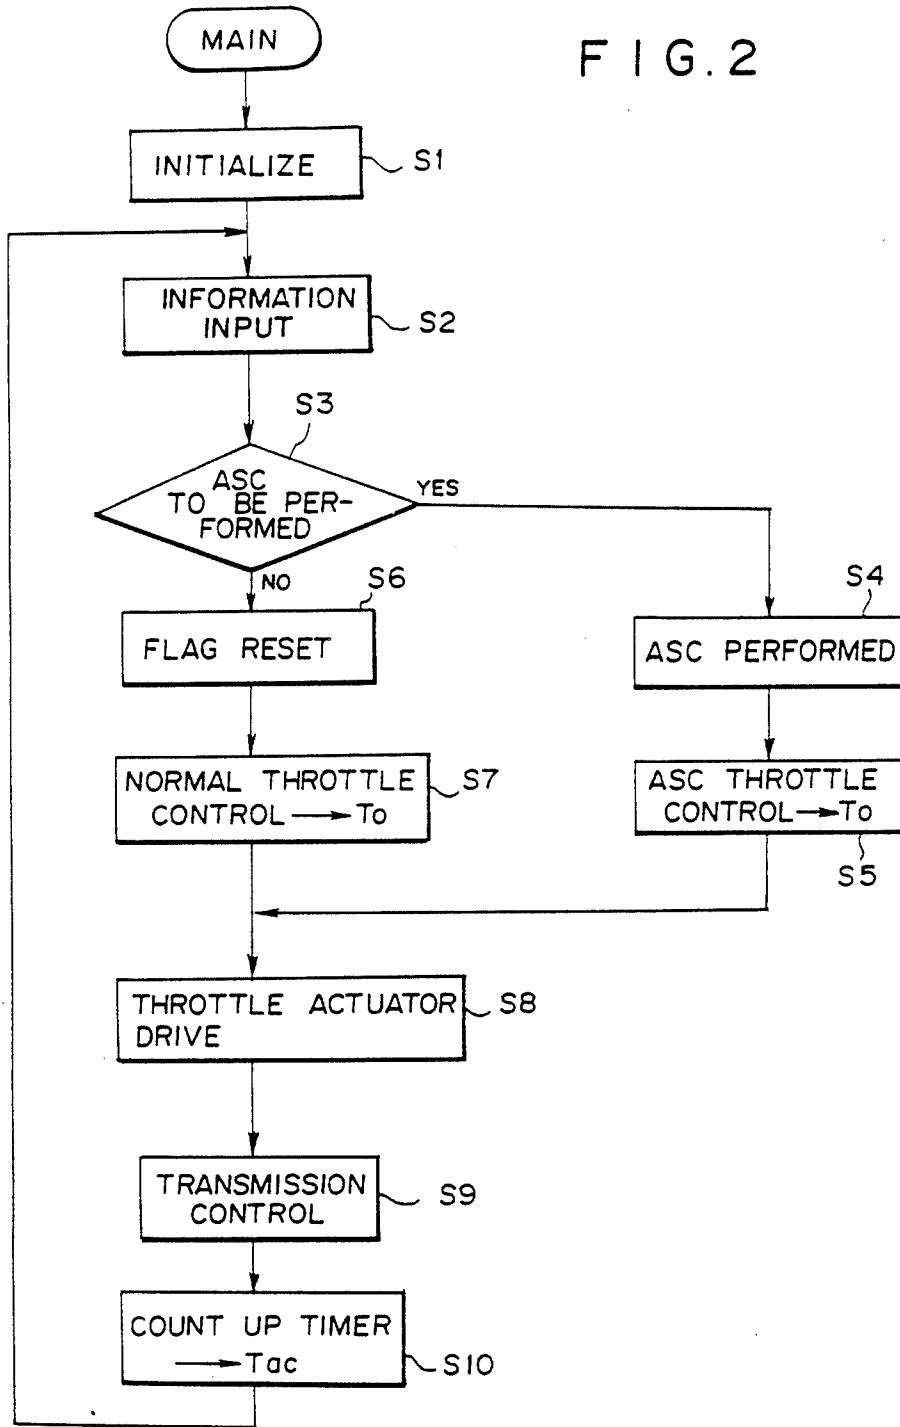 MAIN
F I G. 2
INITIALIZE
S1
INFORMATION
INPUT
S2
S3
ASC
TO BE PER-
FORMED
YES
NO
S6
FLAG RESET
S4
ASC PERFORMED
NORMAL THROTTLE
CONTROL → To
S7
ASC THROTTLE
CONTROL → To
S5
THROTTLE ACTUATOR
DRIVE
S8
TRANSMISSION
CONTROL
S9
COUNT UP TIMER
→ Tac
S10